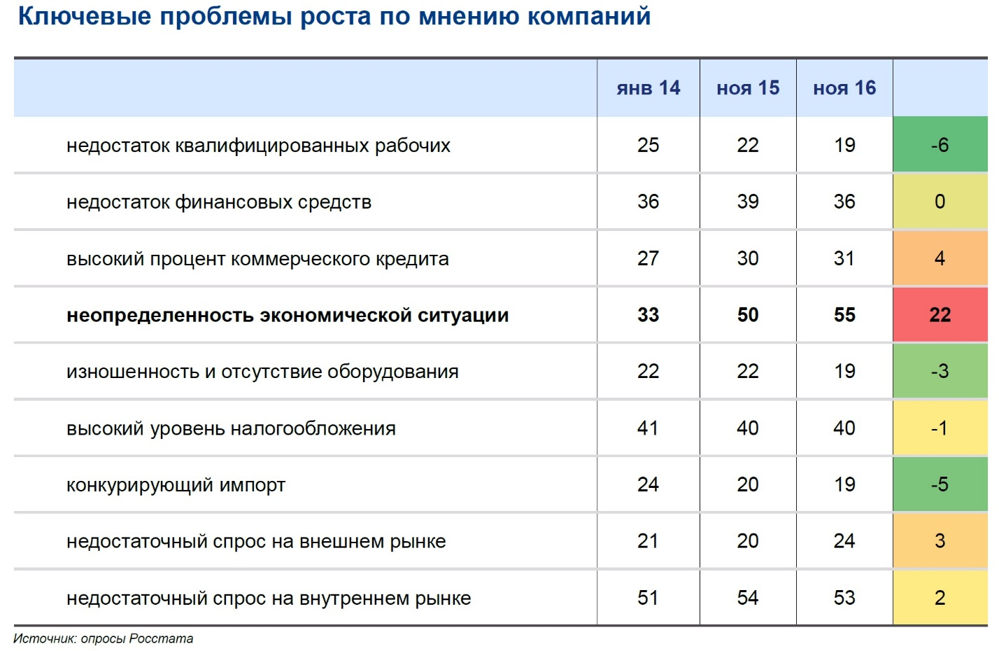 Ключевые проблемы роста по мнению компаний
янв 14 ноя 15 ноя 16
недостаток квалифицированных рабочих 25 22 19 -6
недостаток финансовых средств 36 39 36 0
высокий процент коммерческого кредита 27 30 31 4
неопределенность экономической ситуации 33 50 55 22
изношенность и отсутствие оборудования 22 22 19 -3
высокий уровень налогообложения 41 40 40 -1
конкурирующий импорт 24 20 19 -5
недостаточный спрос на внешнем рынке 21 20 24 3
недостаточный спрос на внутреннем рынке 51 54 53 2
Источник: опросы Росстата